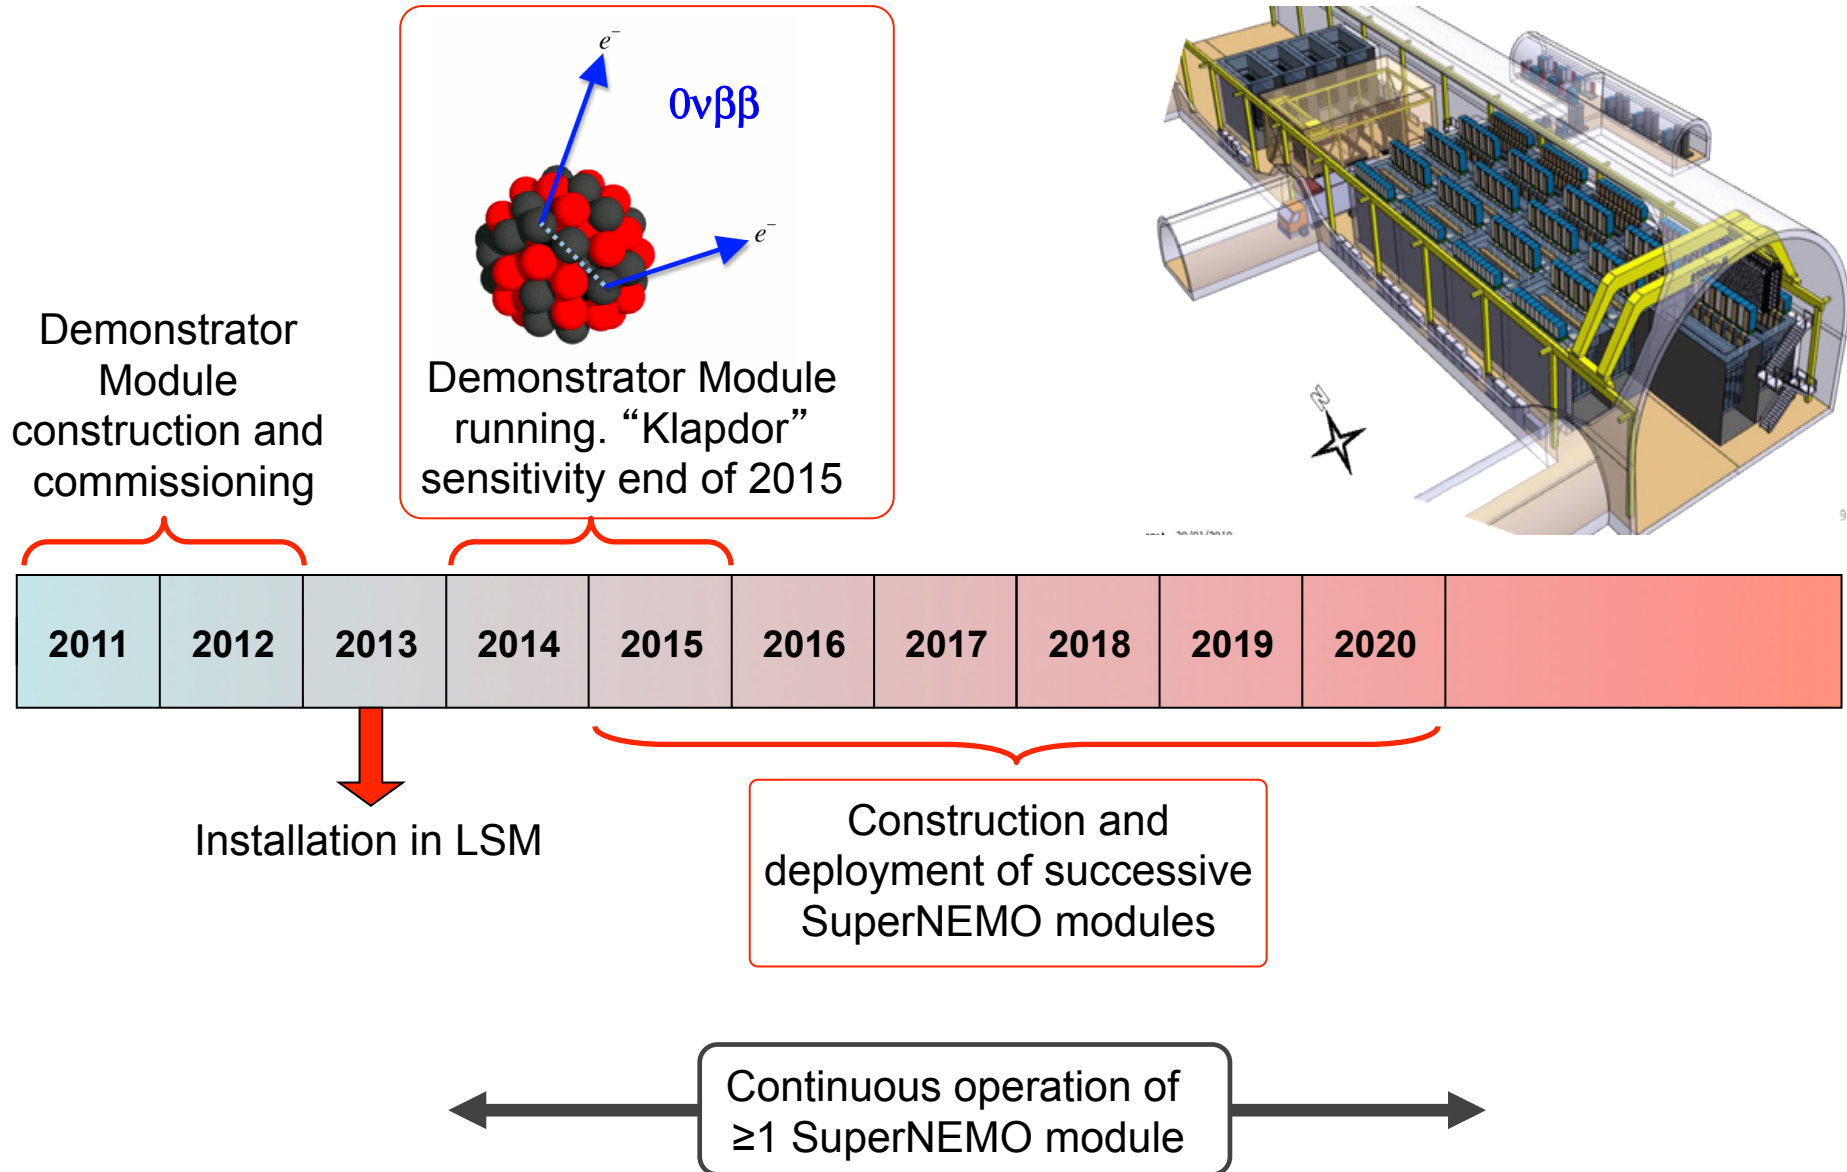 e⁻
0νββ
e⁻
Demonstrator
Module
construction and
commissioning
Demonstrator Module
running. “Klapdor”
sensitivity end of 2015
N
9
2011
2012
2013
2014
2015
2016
2017
2018
2019
2020
Installation in LSM
Construction and
deployment of successive
SuperNEMO modules
Continuous operation of
≥1 SuperNEMO module